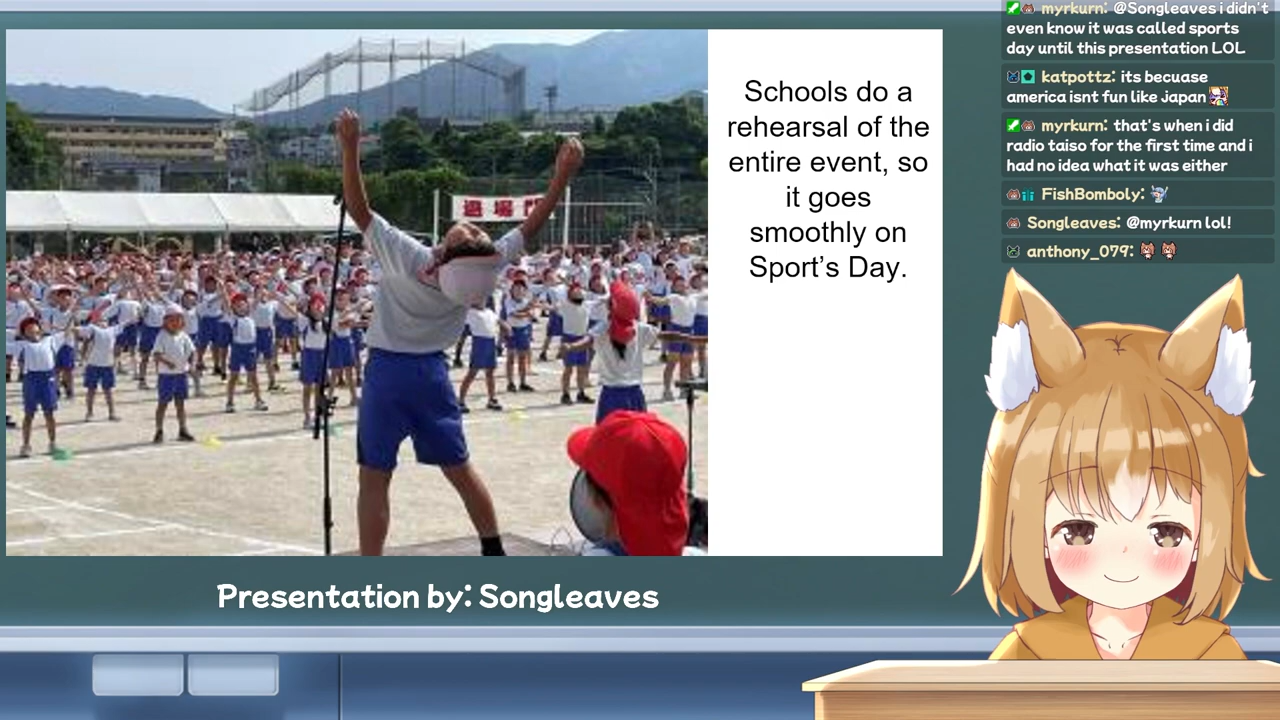 myrkurn: @Songleaves i didn't
even know it was called sports
day until this presentation LOL
katpottz: its becuase
america isnt fun like Japan
myrkurn: that's when i did
radio taiso for the first time and i
had no idea what it was either
FishBomboly:
Songleaves: @myrkurn lol!
anthony_079:
Schools do a
rehearsal of the
entire event, so
it goes
smoothly on
Sport’s Day.
退場門
Presentation by: Songleaves